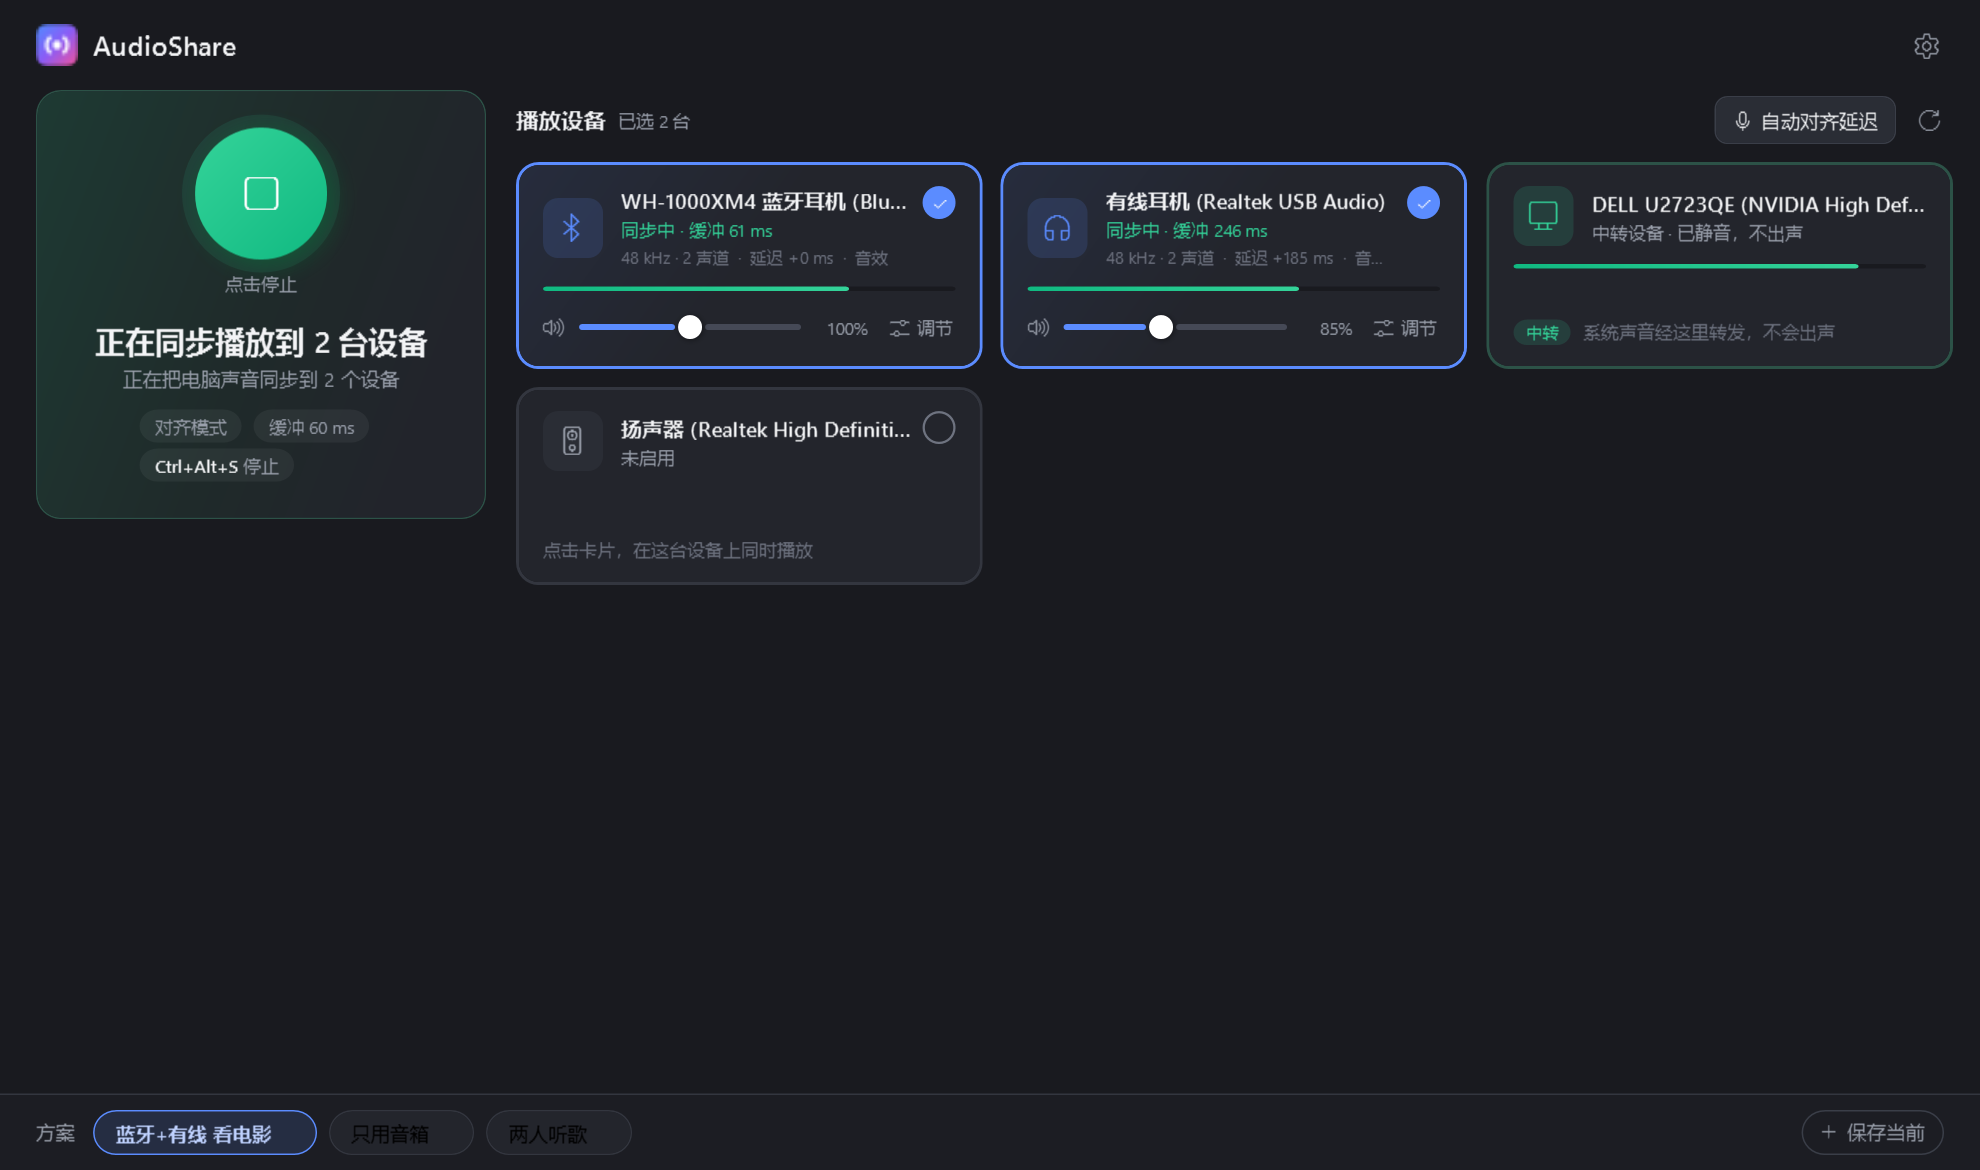 AudioShare
点击停止
正在同步播放到 2 台设备
正在把电脑声音同步到 2 个设备
对齐模式
缓冲 60 ms
Ctrl+Alt+S 停止
播放设备 已选 2 台
自动对齐延迟
WH-1000XM4 蓝牙耳机 (Blu...
同步中 · 缓冲 61 ms
48 kHz · 2 声道 · 延迟 +0 ms · 音效
100%
调节
有线耳机 (Realtek USB Audio)
同步中 · 缓冲 246 ms
48 kHz · 2 声道 · 延迟 +185 ms · 音...
85%
调节
DELL U2723QE (NVIDIA High Def...
中转设备 · 已静音，不出声
中转 系统声音经这里转发，不会出声
扬声器 (Realtek High Definiti...
未启用
点击卡片，在这台设备上同时播放
方案
蓝牙+有线 看电影
只用音箱
两人听歌
+ 保存当前